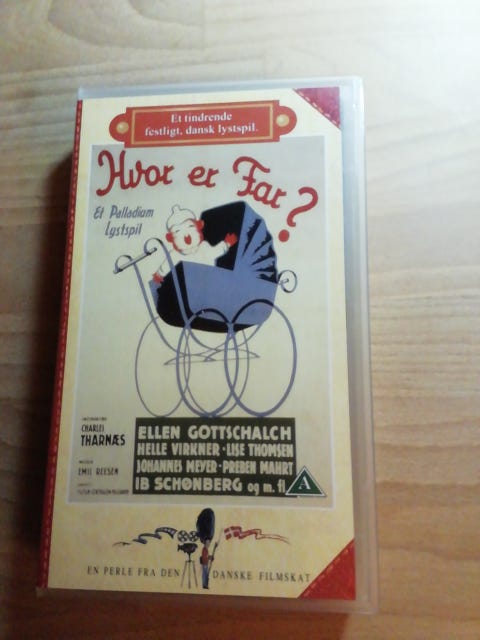 Et tindrende
festligt, dansk lystspil.
Hvor er Far?
Et Palladium
Lystspil
CHARLES
THARNÆS
EMIL REESEN
ELLEN GOTTSCHALCH
HELLE VIRKNER · LISE THOMSEN
JOHANNES MEYER · PREBEN MAHRT
IB SCHØNBERG og m. fl
A
EN PERLE FRA DEN DANSKE FILMSKAT